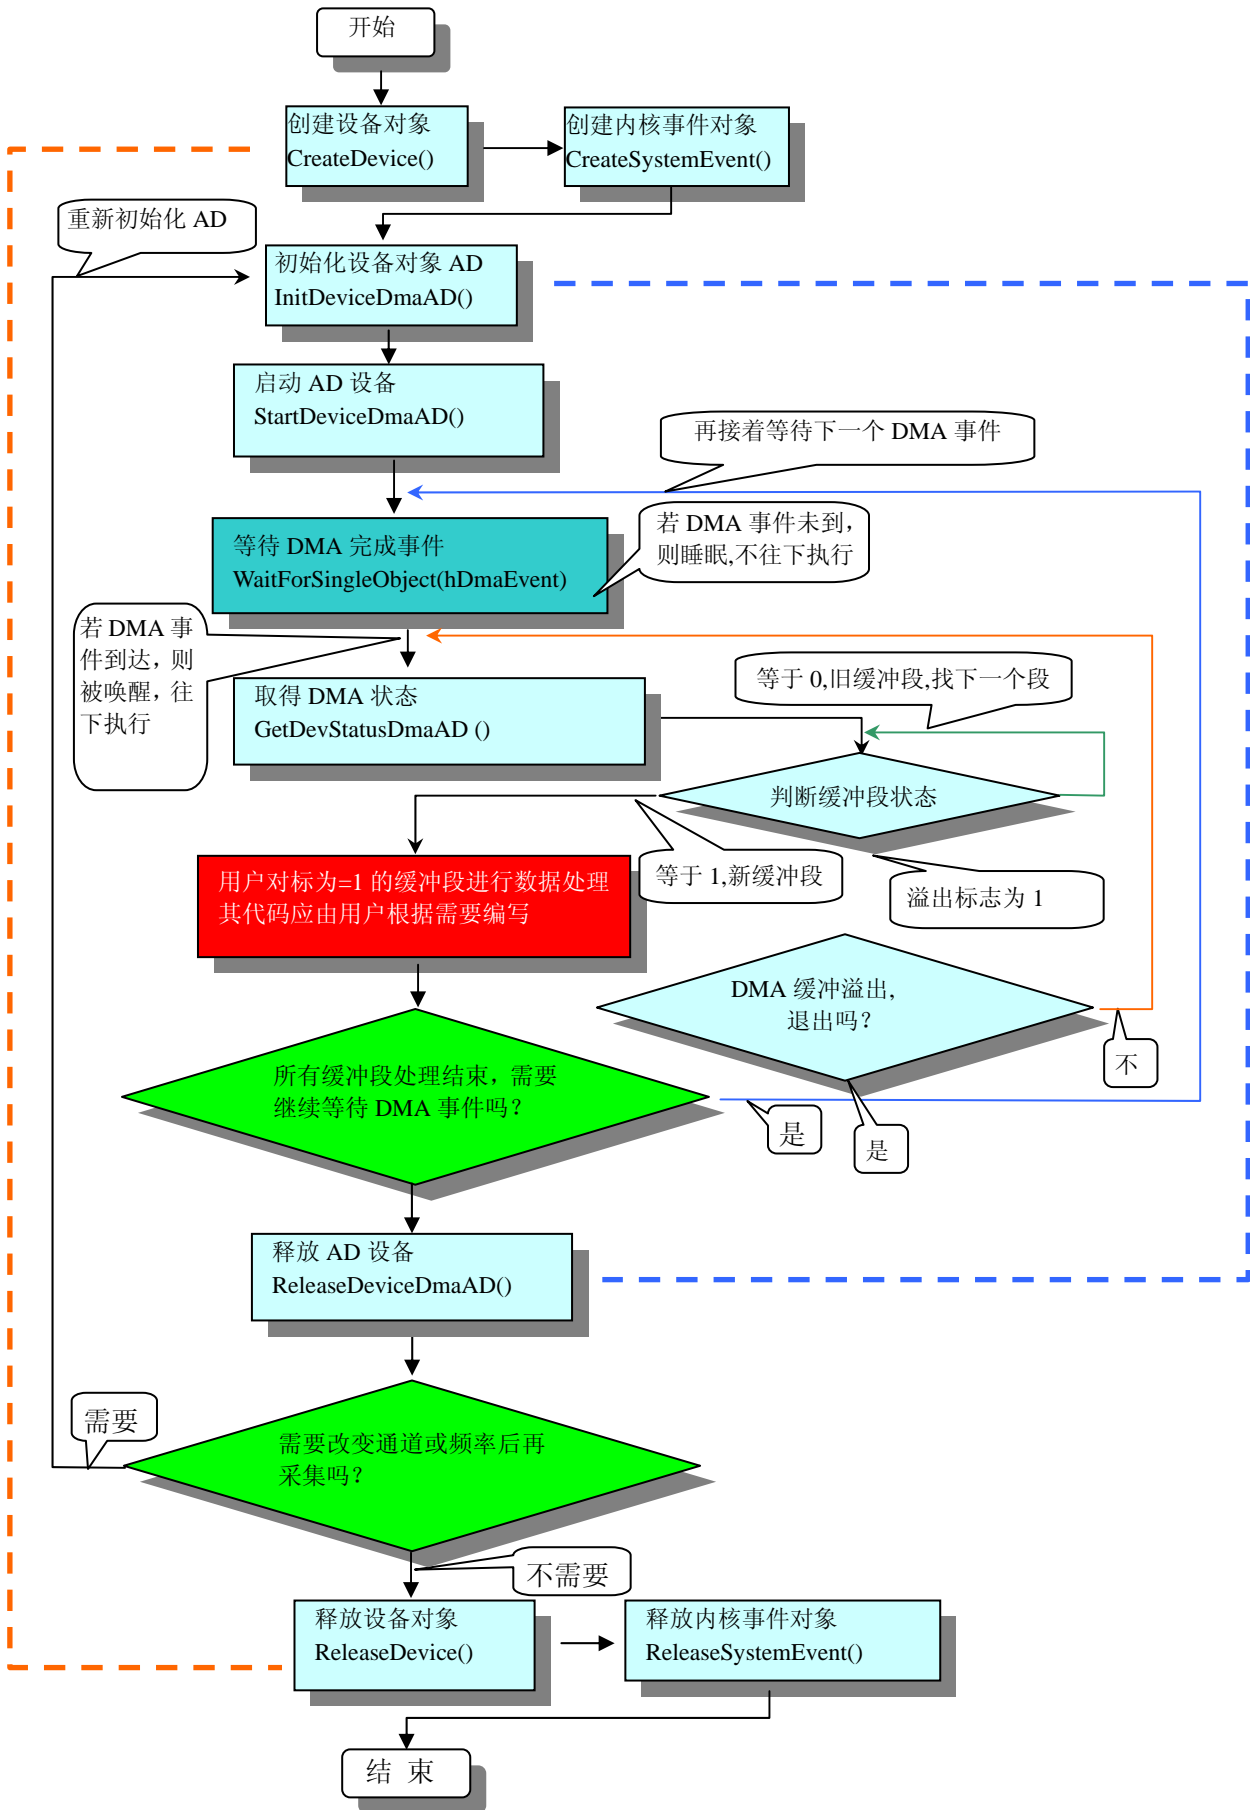 开始
创建设备对象
CreateDevice()
创建内核事件对象
CreateSystemEvent()
重新初始化 AD
初始化设备对象 AD
InitDeviceDmaAD()
启动 AD 设备
StartDeviceDmaAD()
再接着等待下一个 DMA 事件
等待 DMA 完成事件
WaitForSingleObject(hDmaEvent)
若 DMA 事件未到，
则睡眠,不往下执行
若 DMA 事
件到达，则
被唤醒，往
下执行
取得 DMA 状态
GetDevStatusDmaAD ()
等于 0,旧缓冲段,找下一个段
判断缓冲段状态
等于 1,新缓冲段
溢出标志为 1
用户对标为=1 的缓冲段进行数据处理
其代码应由用户根据需要编写
DMA 缓冲溢出,
退出吗？
不
所有缓冲段处理结束，需要
继续等待 DMA 事件吗？
是
是
释放 AD 设备
ReleaseDeviceDmaAD()
需要
需要改变通道或频率后再
采集吗？
不需要
释放设备对象
ReleaseDevice()
释放内核事件对象
ReleaseSystemEvent()
结 束